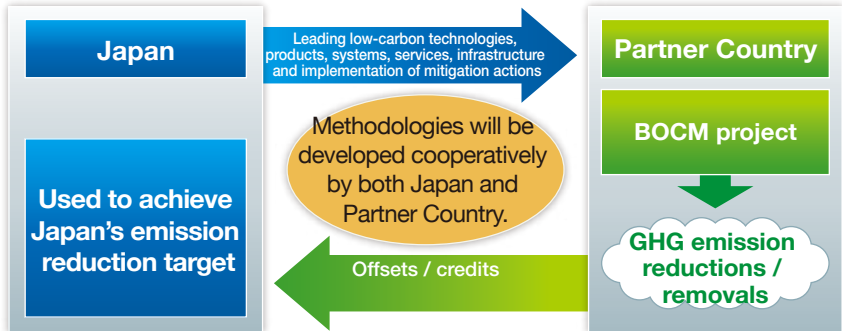 Japan
Leading low-carbon technologies,
products, systems, services, infrastructure
and implementation of mitigation actions
Partner Country
BOCM project
Methodologies will be
developed cooperatively
by both Japan and
Partner Country.
Used to achieve
Japan's emission
reduction target
GHG emission
reductions /
removals
Offsets / credits